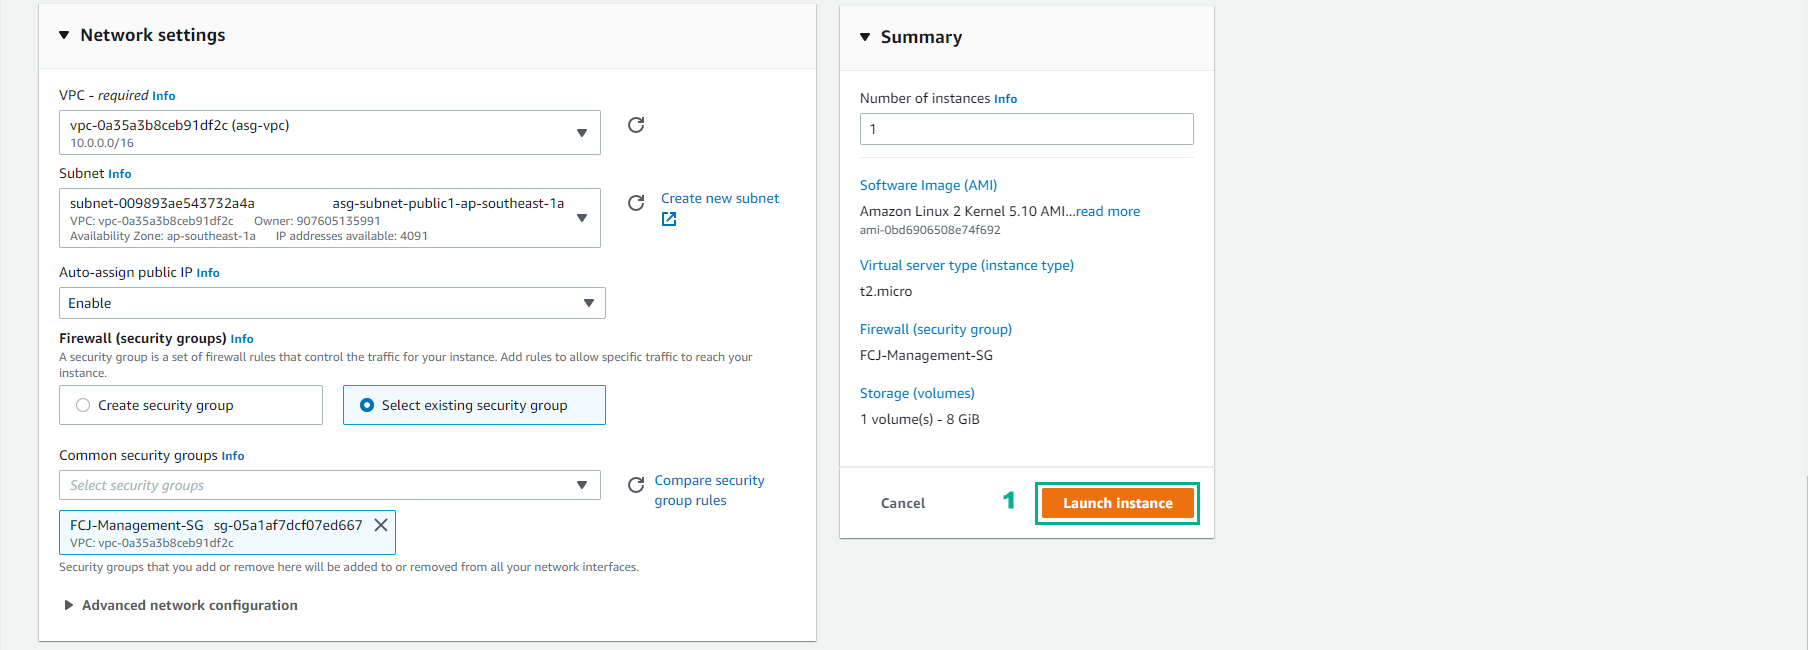 Network settings
VPC - required Info
vpc-0a35a3b8ceb91df2c (asg-vpc)
10.0.0.0/16
Subnet Info
subnet-009893ae543732a4a asg-subnet-public1-ap-southeast-1a
VPC: vpc-0a35a3b8ceb91df2c Owner: 907605135991
Availability Zone: ap-southeast-1a IP addresses available: 4091
Create new subnet
Auto-assign public IP Info
Enable
Firewall (security groups) Info
A security group is a set of firewall rules that control the traffic for your instance. Add rules to allow specific traffic to reach your
instance.
Create security group
Select existing security group
Common security groups Info
Select security groups
Compare security
group rules
FCJ-Management-SG sg-05a1af7dcf07ed667
VPC: vpc-0a35a3b8ceb91df2c
Security groups that you add or remove here will be added to or removed from all your network interfaces.
Advanced network configuration
Summary
Number of instances Info
1
Software Image (AMI)
Amazon Linux 2 Kernel 5.10 AMI...read more
ami-0bd6906508e74f692
Virtual server type (instance type)
t2.micro
Firewall (security group)
FCJ-Management-SG
Storage (volumes)
1 volume(s) - 8 GiB
Cancel
1
Launch instance